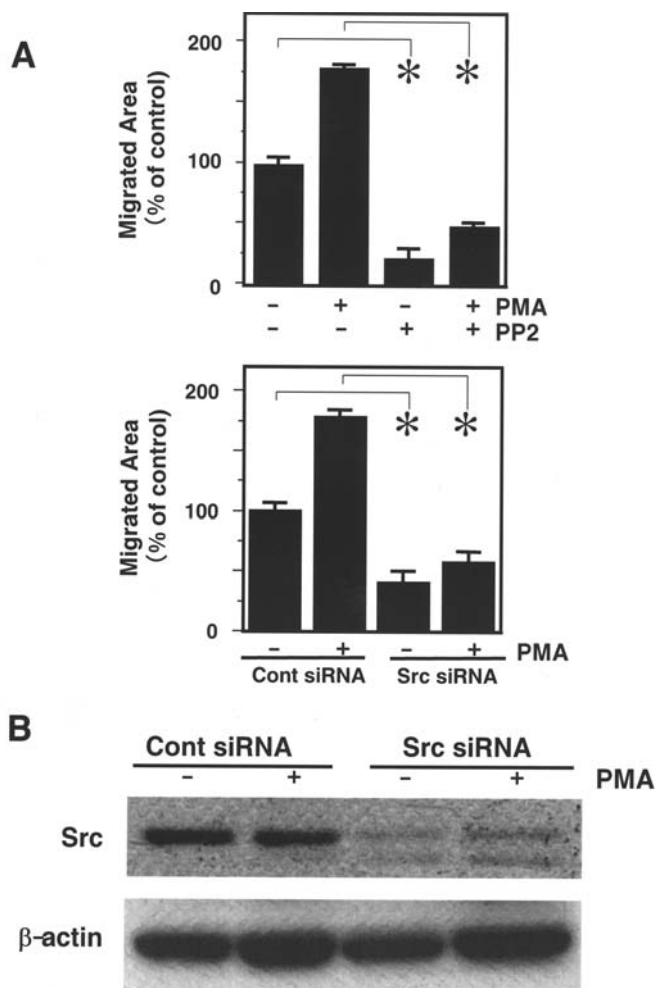 A
Migrated Area
(% of control)
200
100
0
* *
- + - + PMA
- - + + PP2
Migrated Area
(% of control)
200
100
0
* *
- + - + PMA
Cont siRNA Src siRNA
B
Cont siRNA Src siRNA
- + - + PMA
Src
β-actin